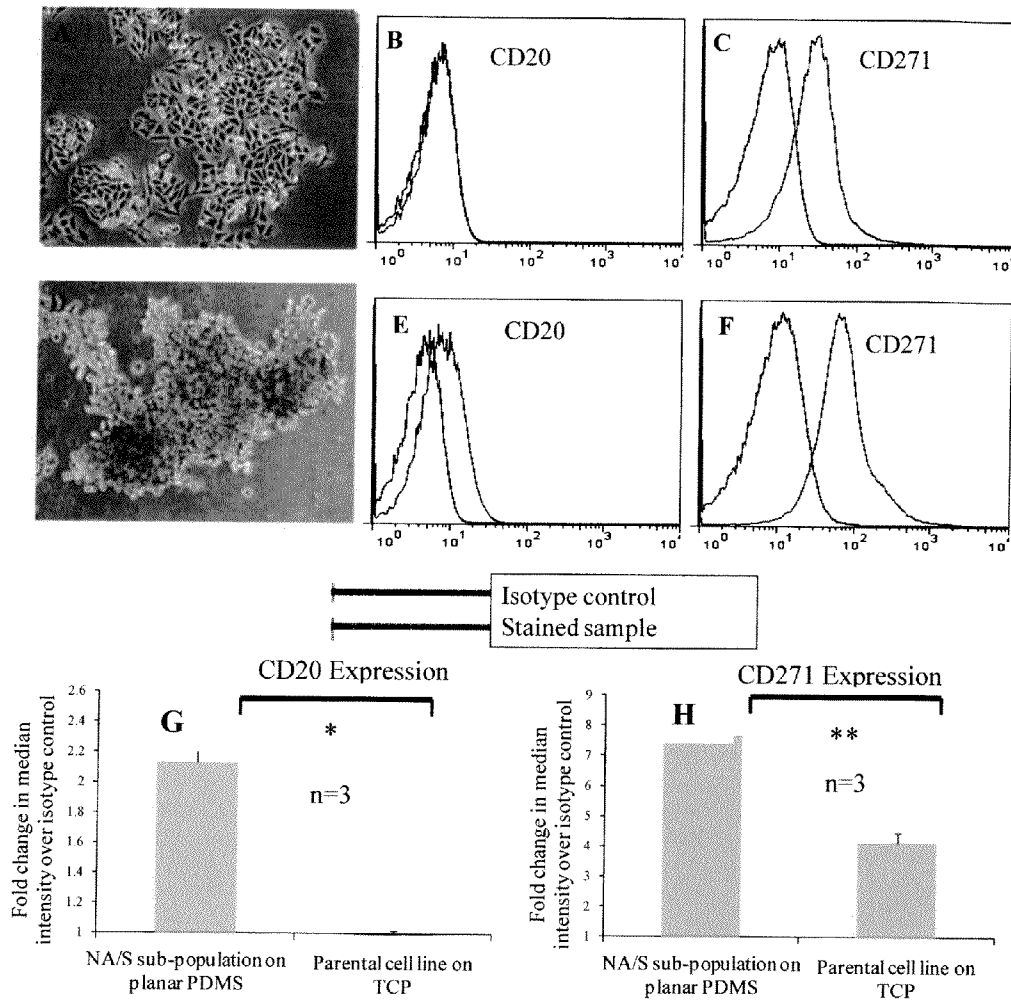 A
B
CD20
C
CD271
10⁰ 10¹ 10² 10³ 10⁴
10⁰ 10¹ 10² 10³ 10⁴
E
CD20
F
CD271
10⁰ 10¹ 10² 10³ 10⁴
10⁰ 10¹ 10² 10³ 10⁴
Isotype control
Stained sample
CD20 Expression
G
*
n=3
Fold change in median
intensity over isotype control
2.6
2.4
2.2
2
1.8
1.6
1.4
1.2
1
NA/S sub-population on
planar PDMS
Parental cell line on
TCP
CD271 Expression
H
**
n=3
Fold change in median
intensity over isotype control
9
8
7
6
5
4
3
2
1
NA/S sub-population on
planar PDMS
Parental cell line on
TCP